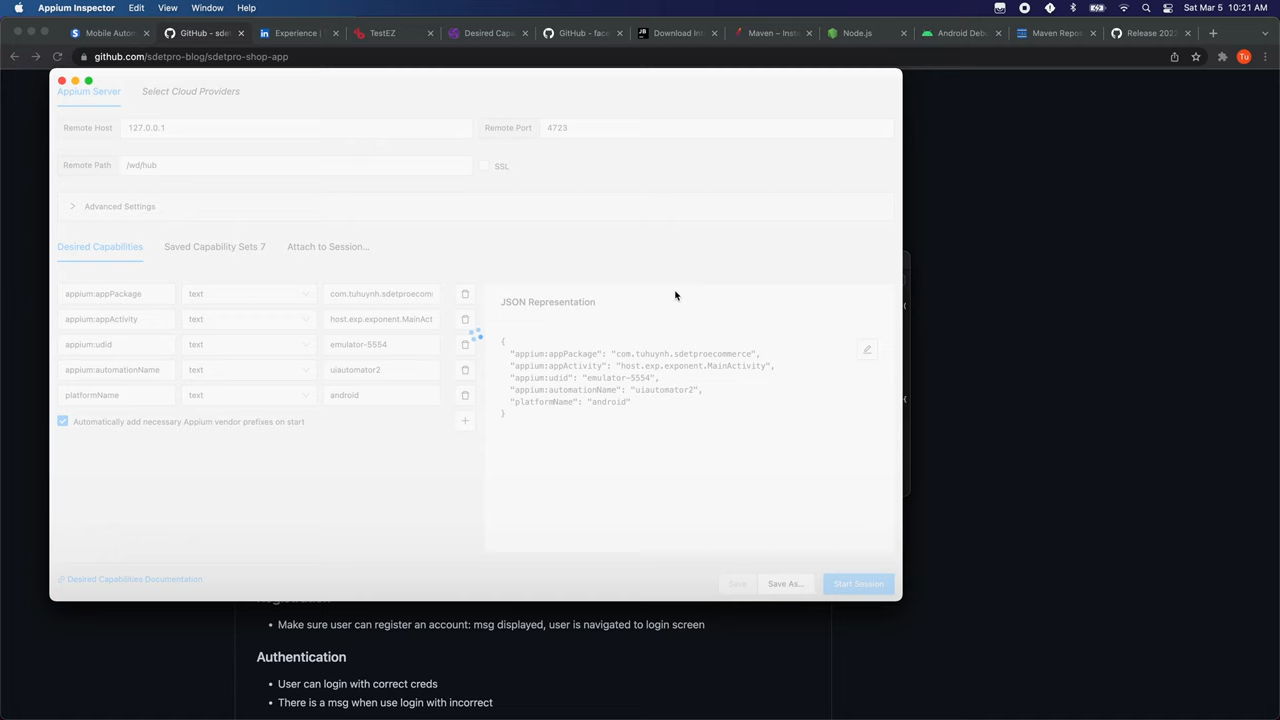 Appium Inspector Edit View Window Help Sat Mar 5 10:21 AM
Mobile Auton GitHub - sdet Experience | TestEZ Desired Capa GitHub - face Download Inte Maven – Insta Node.js Android Debu Maven Repos Release 2022
github.com/sdetpro-blog/sdetpro-shop-app Tu
Appium Server Select Cloud Providers
Remote Host 127.0.0.1 Remote Port 4723
Remote Path /wd/hub SSL
Advanced Settings
Desired Capabilities Saved Capability Sets 7 Attach to Session...
appium:appPackage text com.tuhuynh.sdetproecom
appium:appActivity text host.exp.exponent.MainAct
appium:udid text emulator-5554
appium:automationName text uiautomator2
platformName text android
Automatically add necessary Appium vendor prefixes on start
JSON Representation
{
"appium:appPackage": "com.tuhuynh.sdetproecommerce",
"appium:appActivity": "host.exp.exponent.MainActivity",
"appium:udid": "emulator-5554",
"appium:automationName": "uiautomator2",
"platformName": "android"
}
Desired Capabilities Documentation Save Save As... Start Session
Registration
• Make sure user can register an account: msg displayed, user is navigated to login screen
Authentication
• User can login with correct creds
• There is a msg when use login with incorrect